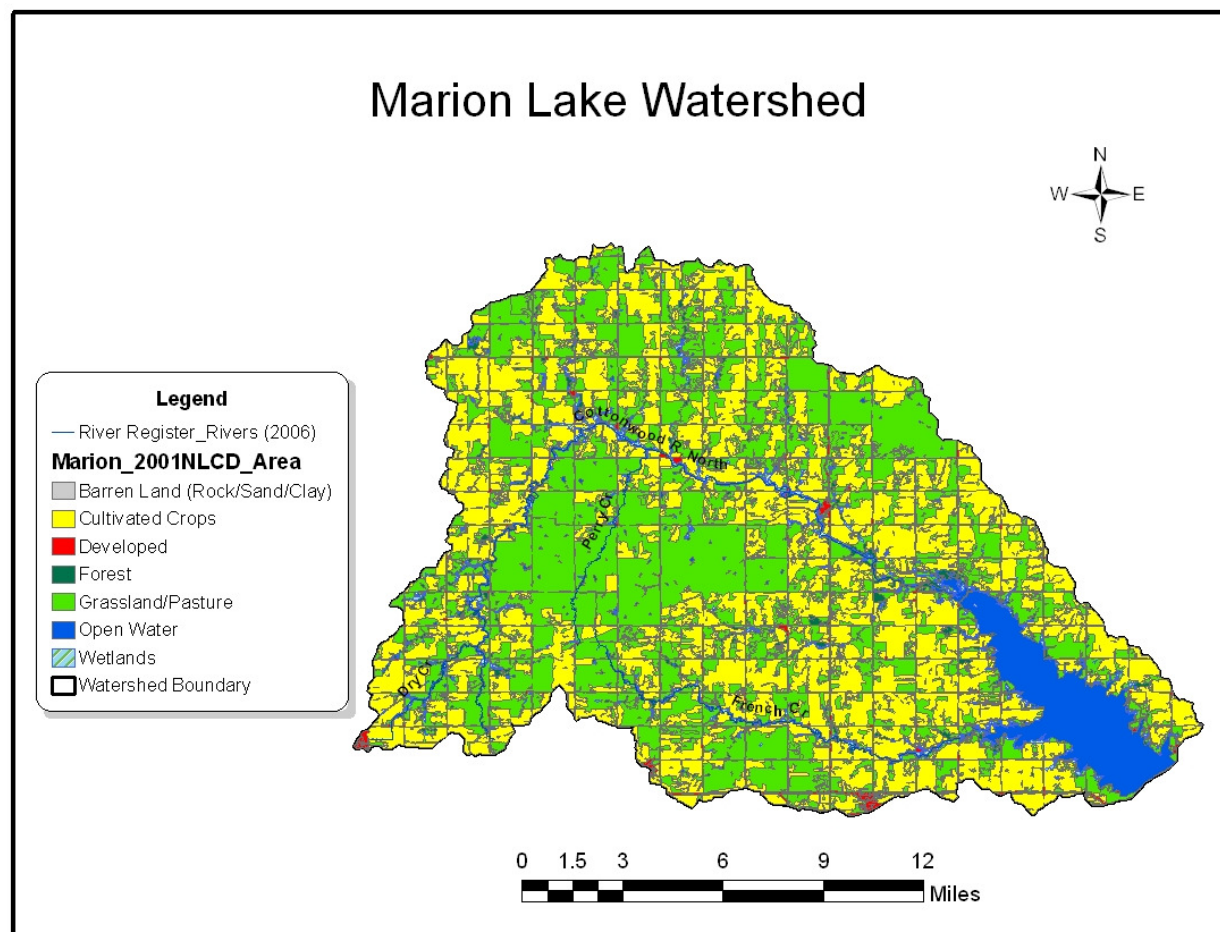 Marion Lake Watershed
N
W E
S
Legend
River Register_Rivers (2006)
Marion_2001NLCD_Area
Barren Land (Rock/Sand/Clay)
Cultivated Crops
Developed
Forest
Grassland/Pasture
Open Water
Wetlands
Watershed Boundary
Cottonwood R. North
Perry Cr
Dry Cr
French Cr
0 1.5 3 6 9 12
Miles